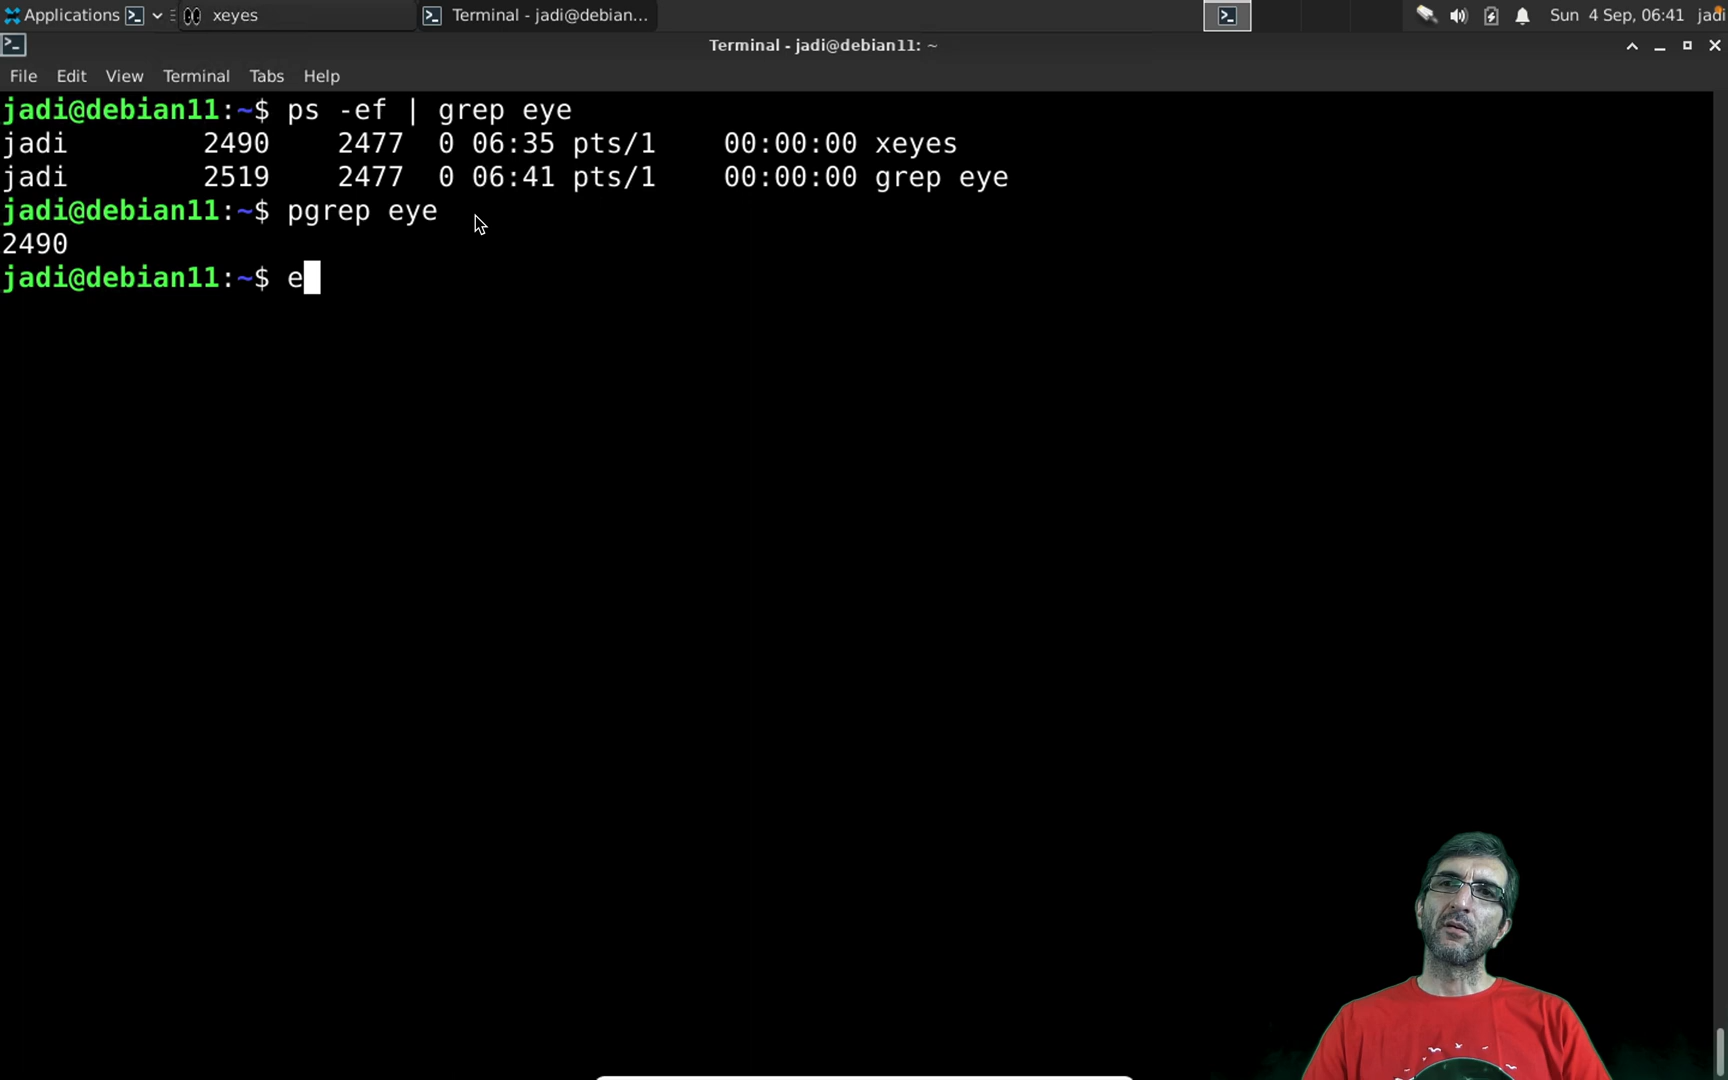 Applications xeyes Terminal - jadi@debian... Sun 4 Sep, 06:41 jadi
Terminal - jadi@debian11: ~
File Edit View Terminal Tabs Help
jadi@debian11:~$ ps -ef | grep eye
jadi 2490 2477 0 06:35 pts/1 00:00:00 xeyes
jadi 2519 2477 0 06:41 pts/1 00:00:00 grep eye
jadi@debian11:~$ pgrep eye
2490
jadi@debian11:~$ e